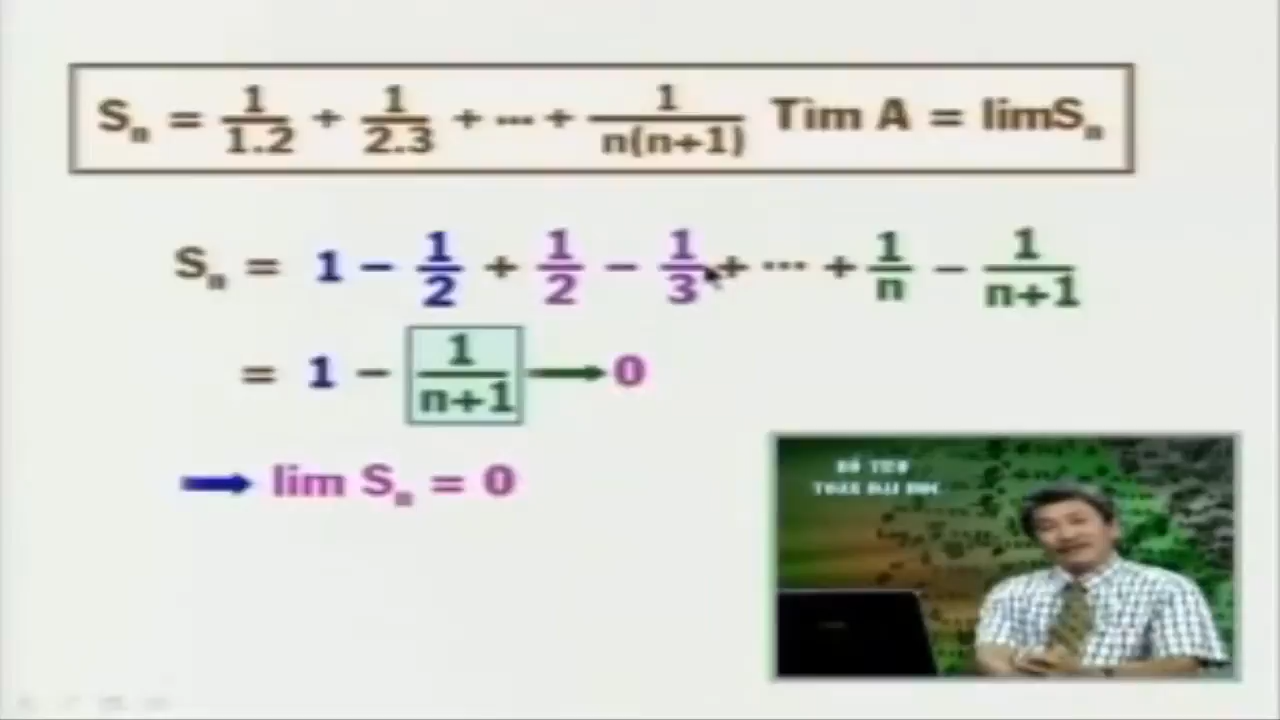 Sₙ = 1/1.2 + 1/2.3 + ... + 1/n(n+1) Tìm A = limSₙ
Sₙ = 1 − 1/2 + 1/2 − 1/3 + ... + 1/n − 1/n+1
= 1 − 1/n+1 → 0
→ lim Sₙ = 0